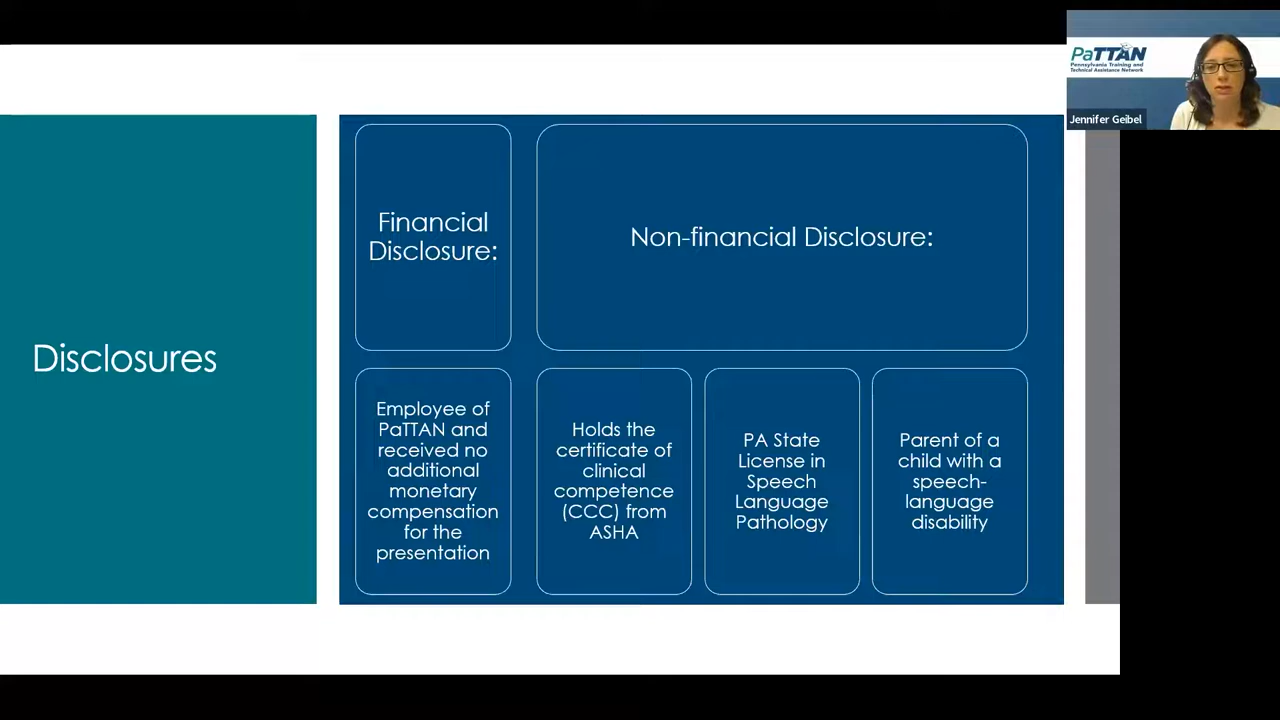 PaTTAN
Pennsylvania Training and
Technical Assistance Network
Jennifer Geibel
Disclosures
Financial
Disclosure:
Non-financial Disclosure:
Employee of
PaTTAN and
received no
additional
monetary
compensation
for the
presentation
Holds the
certificate of
clinical
competence
(CCC) from
ASHA
PA State
License in
Speech
Language
Pathology
Parent of a
child with a
speech-
language
disability